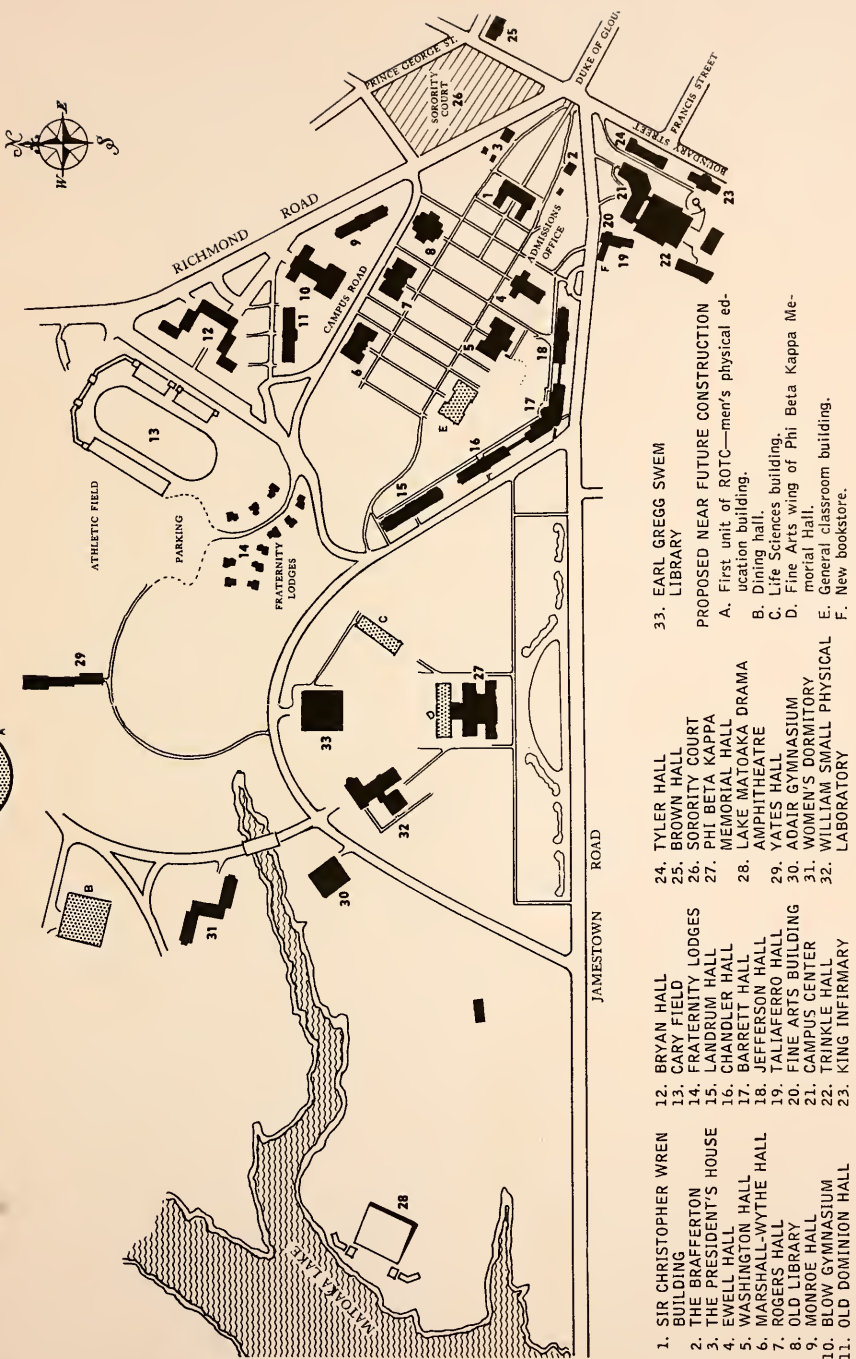 N
E
S
W
RICHMOND ROAD
PRINCE GEORGE ST.
SORORITY
COURT
26
25
DUKE OF GLOU
FRANCIS STREET
BOUNDARY
STREET
24
23
21
20
F
19
22
3
2
1
ADMISSIONS
OFFICE
9
10
11
CAMPUS ROAD
8
7
6
4
5
E
18
17
16
15
12
13
ATHLETIC FIELD
PARKING
14
FRATERNITY
LODGES
29
A
33
C
D
27
32
30
31
B
28
MATOAKA LAKE
JAMESTOWN ROAD
1. SIR CHRISTOPHER WREN
BUILDING
2. THE BRAFFERTON
3. THE PRESIDENT'S HOUSE
4. EWELL HALL
5. WASHINGTON HALL
6. MARSHALL-WYTHE HALL
7. ROGERS HALL
8. OLD LIBRARY
9. MONROE HALL
10. BLOW GYMNASIUM
11. OLD DOMINION HALL
12. BRYAN HALL
13. CARY FIELD
14. FRATERNITY LODGES
15. LANDRUM HALL
16. CHANDLER HALL
17. BARRETT HALL
18. JEFFERSON HALL
19. TALIAFERRO HALL
20. FINE ARTS BUILDING
21. CAMPUS CENTER
22. TRINKLE HALL
23. KING INFIRMARY
24. TYLER HALL
25. BROWN HALL
26. SORORITY COURT
27. PHI BETA KAPPA
MEMORIAL HALL
28. LAKE MATOAKA DRAMA
AMPHITHEATRE
29. YATES HALL
30. ADAIR GYMNASIUM
31. WOMEN'S DORMITORY
32. WILLIAM SMALL PHYSICAL
LABORATORY
33. EARL GREGG SWEM
LIBRARY
PROPOSED NEAR FUTURE CONSTRUCTION
A. First unit of ROTC—men's physical ed-
ucation building.
B. Dining hall.
C. Life Sciences building.
D. Fine Arts wing of Phi Beta Kappa Me-
morial Hall.
E. General classroom building.
F. New bookstore.